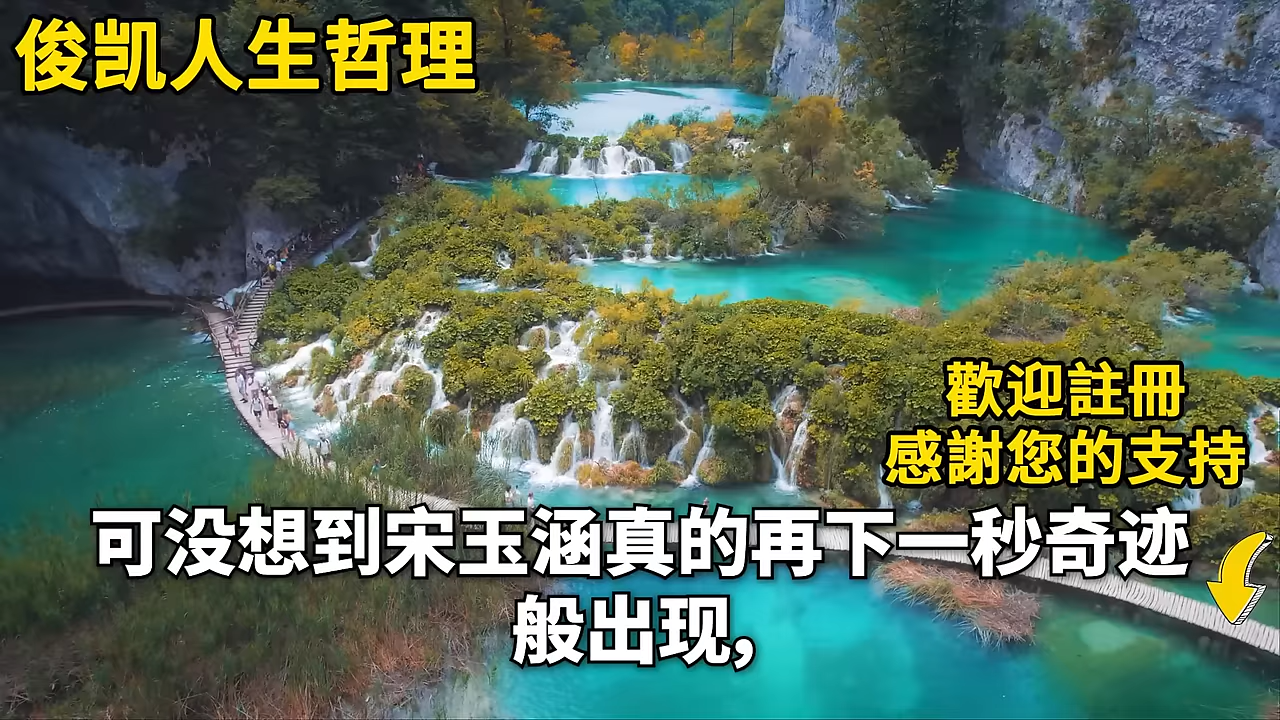 俊凯人生哲理
歡迎註冊
感謝您的支持
可没想到宋玉涵真的再下一秒奇迹
般出现,